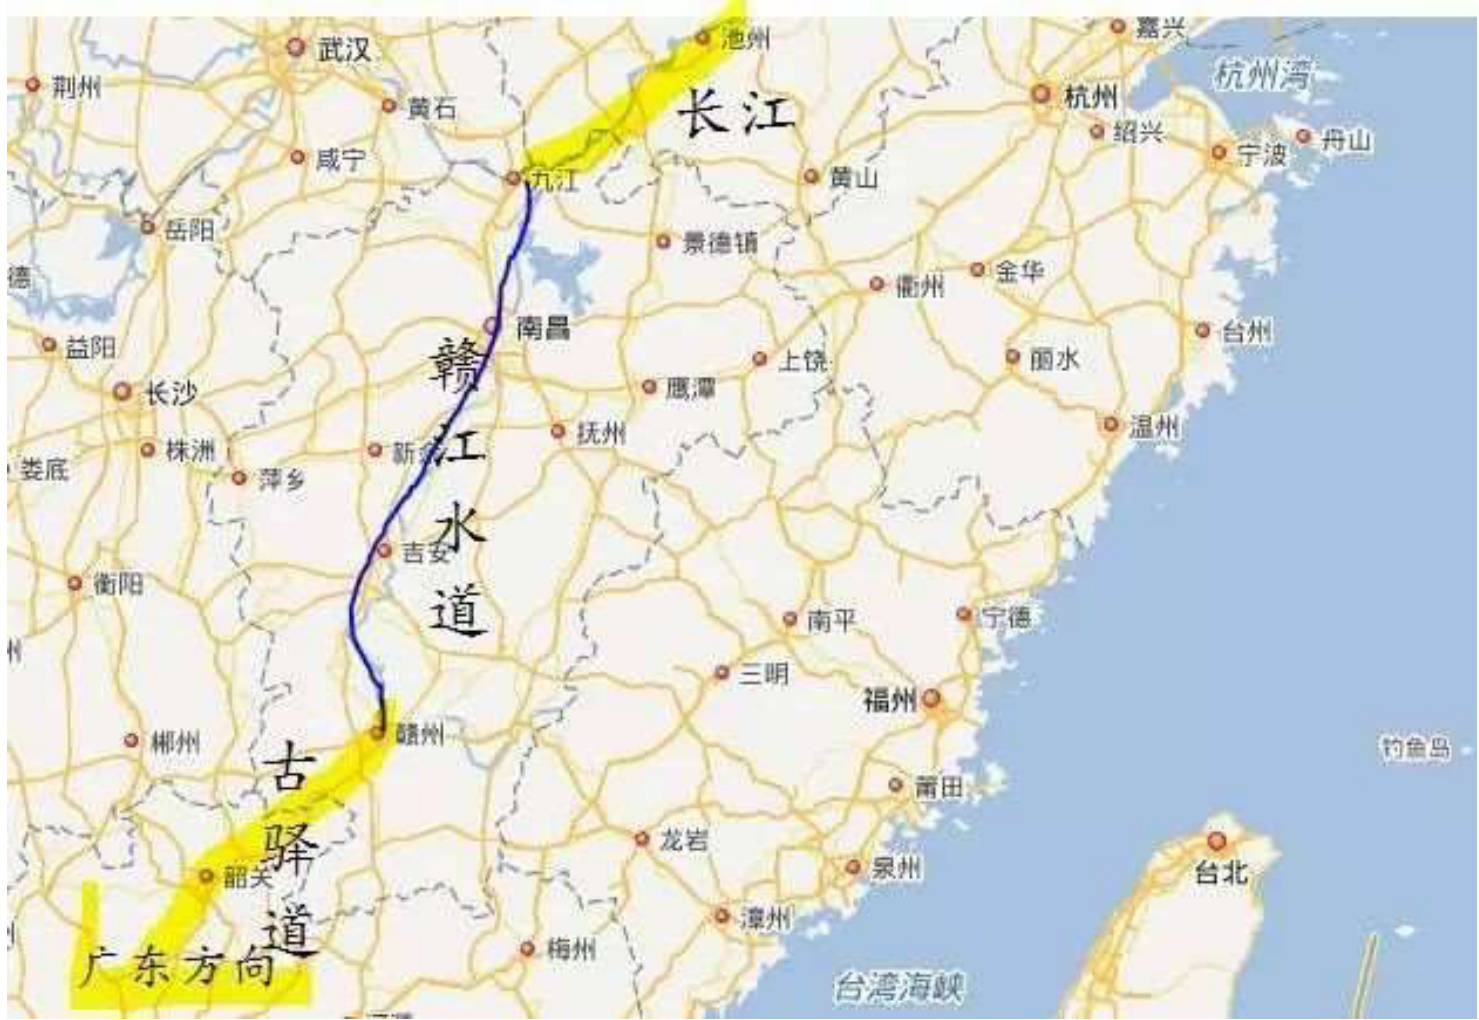 池州
嘉兴
武汉
杭州湾
荆州
长江
杭州
黄石
绍兴
舟山
宁波
咸宁
九江
黄山
岳阳
景德镇
德
金华
衢州
南昌
台州
益阳
赣江水道
上饶
丽水
长沙
鹰潭
温州
抚州
株洲
新
娄底
萍乡
吉安
衡阳
南平
宁德
州
三明
福州
赣州
郴州
钓鱼岛
古驿道
莆田
龙岩
泉州
台北
韶关
漳州
梅州
广东方向
台湾海峡